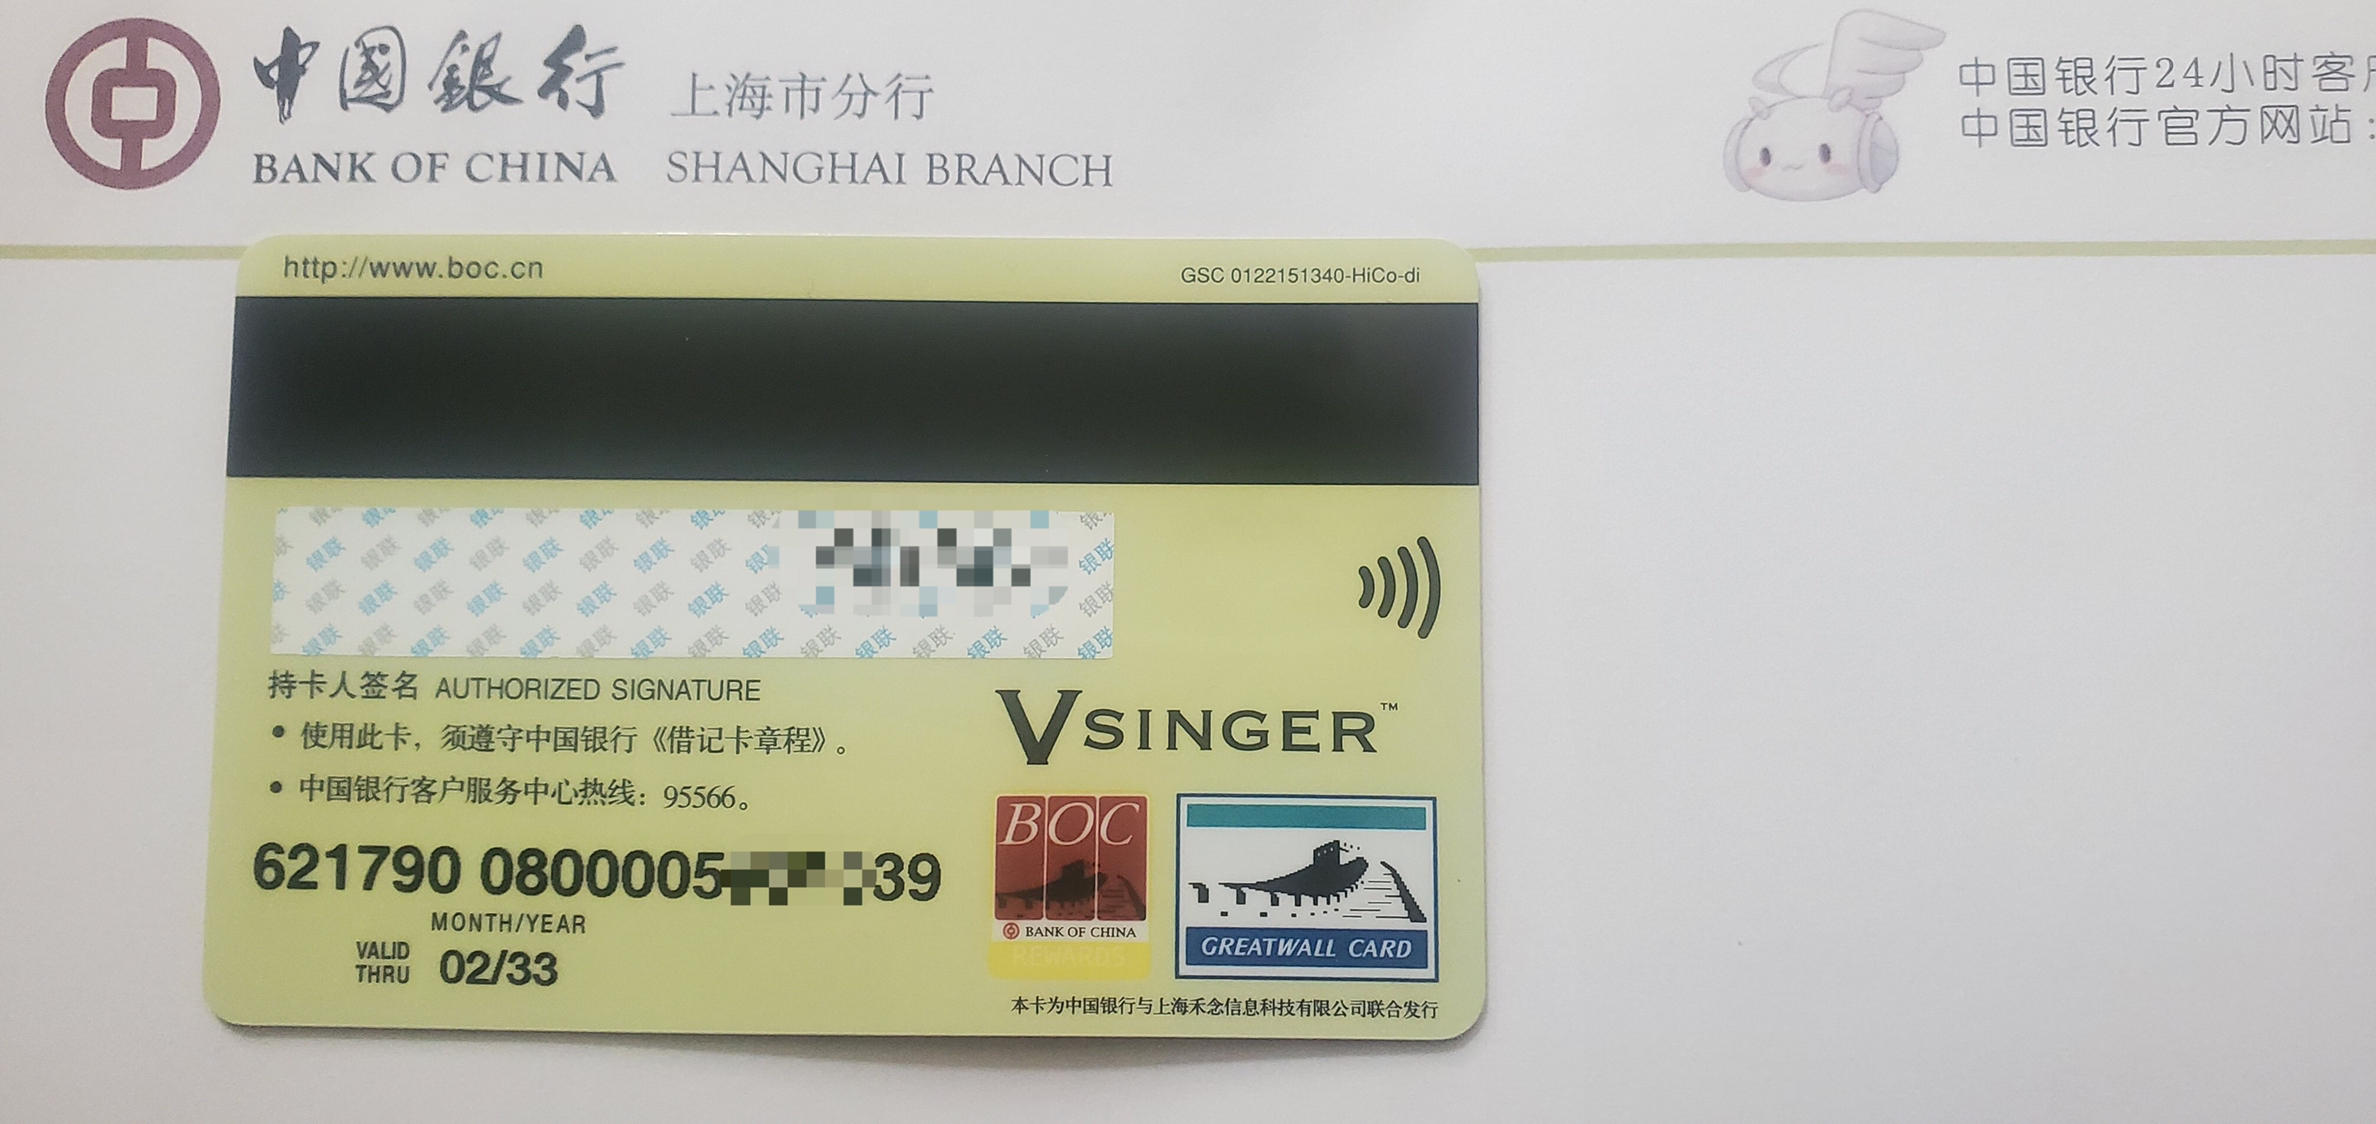 中國銀行 上海市分行
BANK OF CHINA SHANGHAI BRANCH
中国银行24小时客
中国银行官方网站：
http://www.boc.cn
GSC 0122151340-HiCo-di
银联
持卡人签名 AUTHORIZED SIGNATURE
• 使用此卡，须遵守中国银行《借记卡章程》。
• 中国银行客户服务中心热线：95566。
VSINGER™
621790 0800005 39
MONTH/YEAR
VALID
THRU 02/33
BOC
BANK OF CHINA
REWARDS
GREATWALL CARD
本卡为中国银行与上海禾念信息科技有限公司联合发行